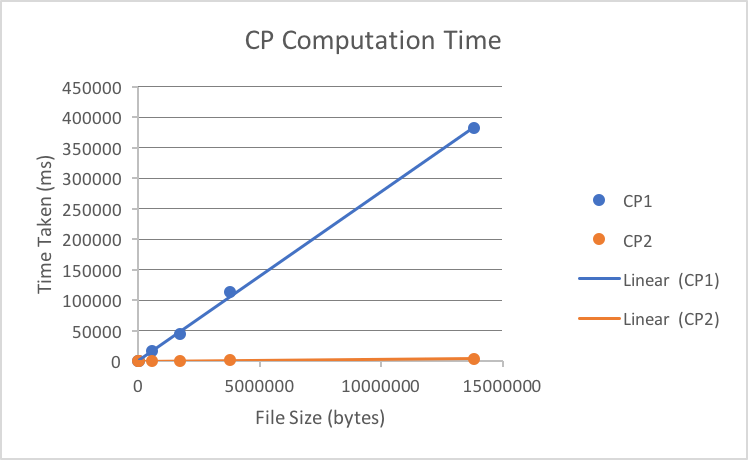 CP Computation Time
450000
400000
350000
300000
250000
200000
150000
100000
50000
0
Time Taken (ms)
0 5000000 10000000 15000000
File Size (bytes)
CP1
CP2
Linear (CP1)
Linear (CP2)